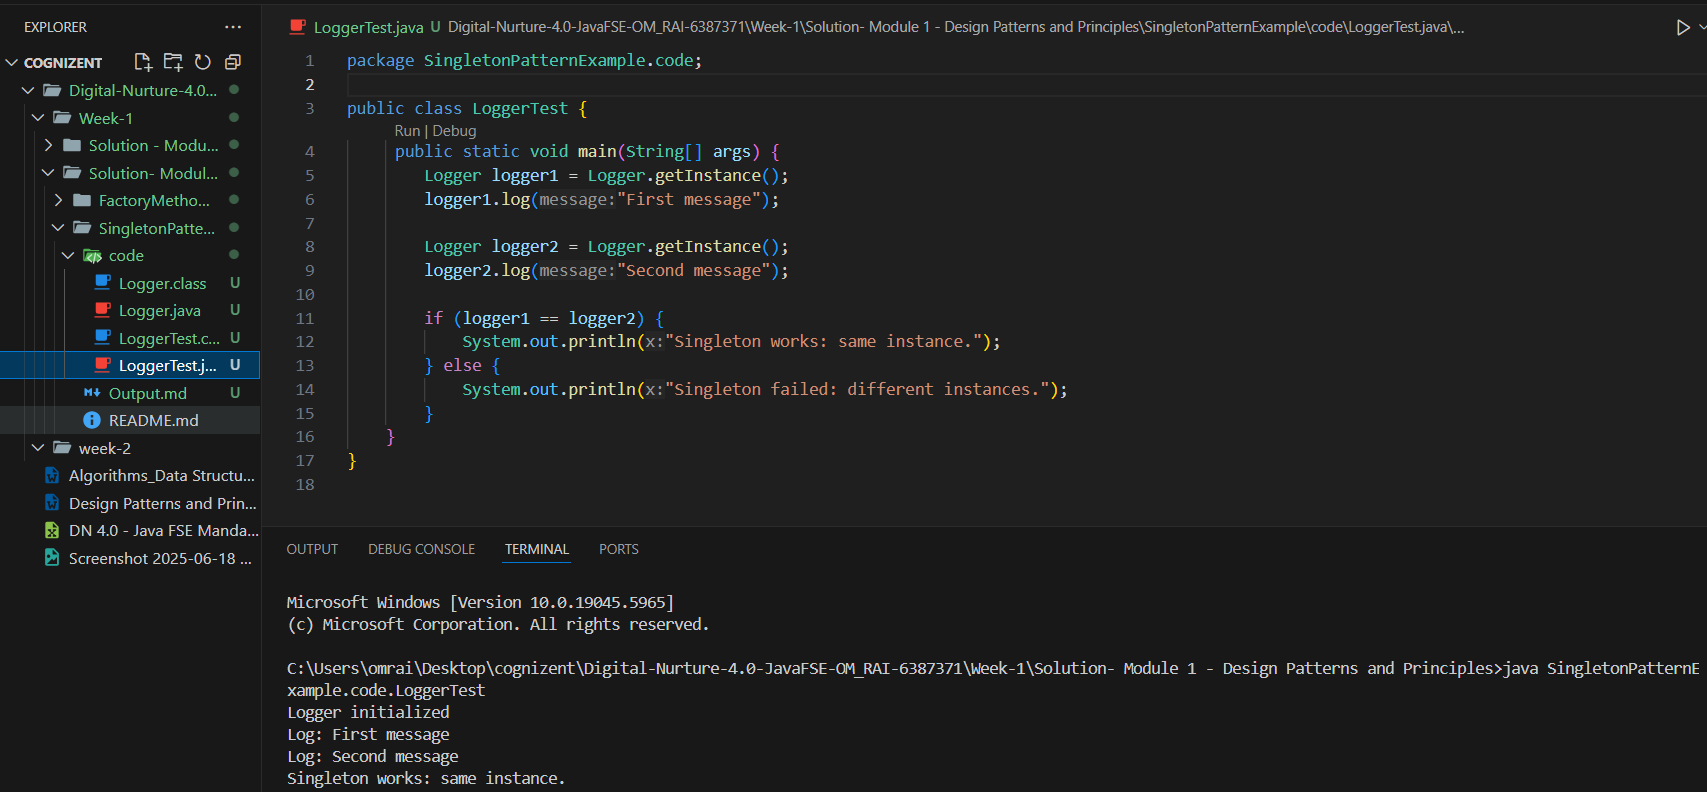 EXPLORER
COGNIZENT
Digital-Nurture-4.0...
Week-1
Solution - Modu...
Solution- Modul...
FactoryMetho...
SingletonPatte...
code
Logger.class U
Logger.java U
LoggerTest.c... U
LoggerTest.j... U
Output.md U
README.md
week-2
Algorithms_Data Structu...
Design Patterns and Prin...
DN 4.0 - Java FSE Manda...
Screenshot 2025-06-18 ...
LoggerTest.java U Digital-Nurture-4.0-JavaFSE-OM_RAI-6387371\Week-1\Solution- Module 1 - Design Patterns and Principles\SingletonPatternExample\code\LoggerTest.java\...
1 package SingletonPatternExample.code;
2
3 public class LoggerTest {
Run | Debug
4 public static void main(String[] args) {
5 Logger logger1 = Logger.getInstance();
6 logger1.log(message:"First message");
7
8 Logger logger2 = Logger.getInstance();
9 logger2.log(message:"Second message");
10
11 if (logger1 == logger2) {
12 System.out.println(x:"Singleton works: same instance.");
13 } else {
14 System.out.println(x:"Singleton failed: different instances.");
15 }
16 }
17 }
18
OUTPUT DEBUG CONSOLE TERMINAL PORTS
Microsoft Windows [Version 10.0.19045.5965]
(c) Microsoft Corporation. All rights reserved.
C:\Users\omrai\Desktop\cognizent\Digital-Nurture-4.0-JavaFSE-OM_RAI-6387371\Week-1\Solution- Module 1 - Design Patterns and Principles>java SingletonPatternE
xample.code.LoggerTest
Logger initialized
Log: First message
Log: Second message
Singleton works: same instance.